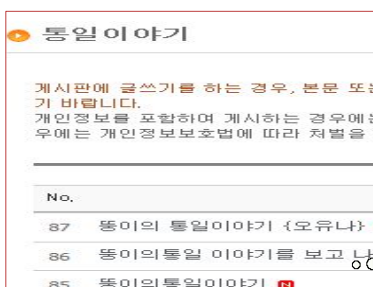 통일이야기
게시판에 글쓰기를 하는 경우, 본문 또는
기 바랍니다.
개인정보를 포함하여 게시하는 경우에는
우에는 개인정보보호법에 따라 처벌을
No.
87 뚱이의 통일이야기 {오유나}
86 뚱이의통일 이야기를 보고 나
85 뚱이의통일이야기 N